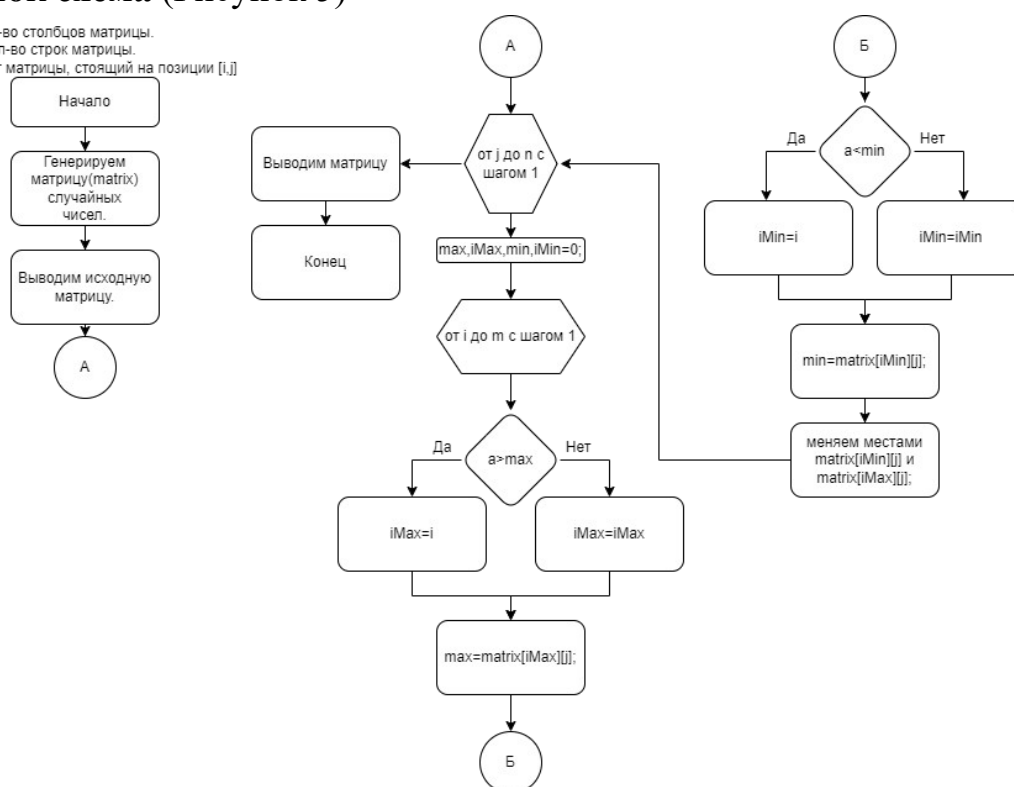 схема (Рисунок
-во столбцов матрицы.
л-во строк матрицы.
т матрицы, стоящий на позиции [i,j]
Начало
Генерируем
матрицу(matrix)
случайных
чисел.
Выводим исходную
матрицу.
А
А
от j до n с
шагом 1
Выводим матрицу
Конец
max,iMax,min,iMin=0;
от i до m с шагом 1
a>max
Да
Нет
iMax=i
iMax=iMax
max=matrix[iMax][j];
Б
Б
a<min
Да
Нет
iMin=i
iMin=iMin
min=matrix[iMin][j];
меняем местами
matrix[iMin][j] и
matrix[iMax][j];